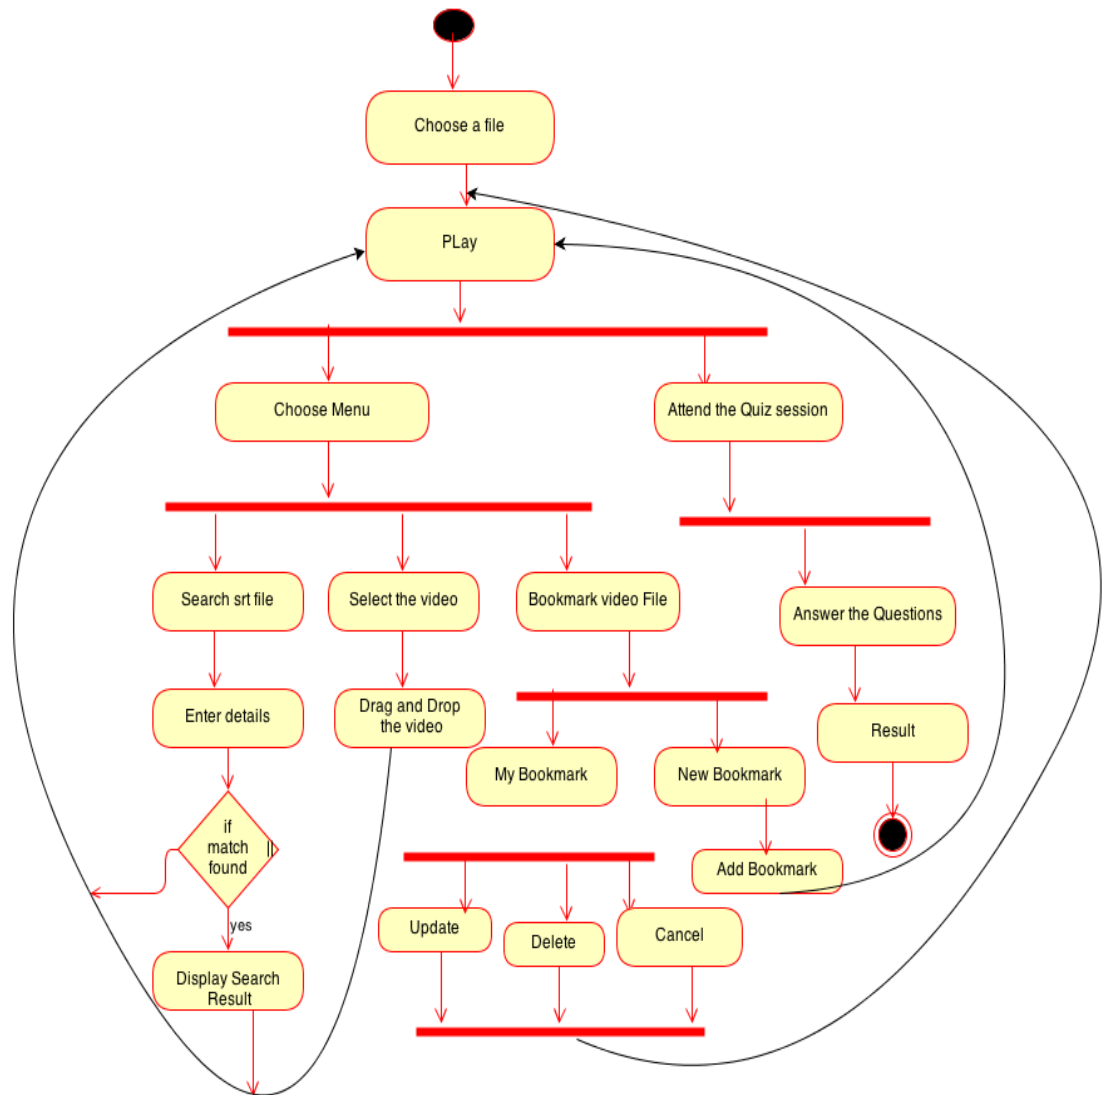 Choose a file
PLay
Choose Menu
Attend the Quiz session
Search srt file
Select the video
Bookmark video File
Answer the Questions
Enter details
Drag and Drop
the video
Result
My Bookmark
New Bookmark
if
match
found
||
Add Bookmark
yes
Update
Delete
Cancel
Display Search
Result